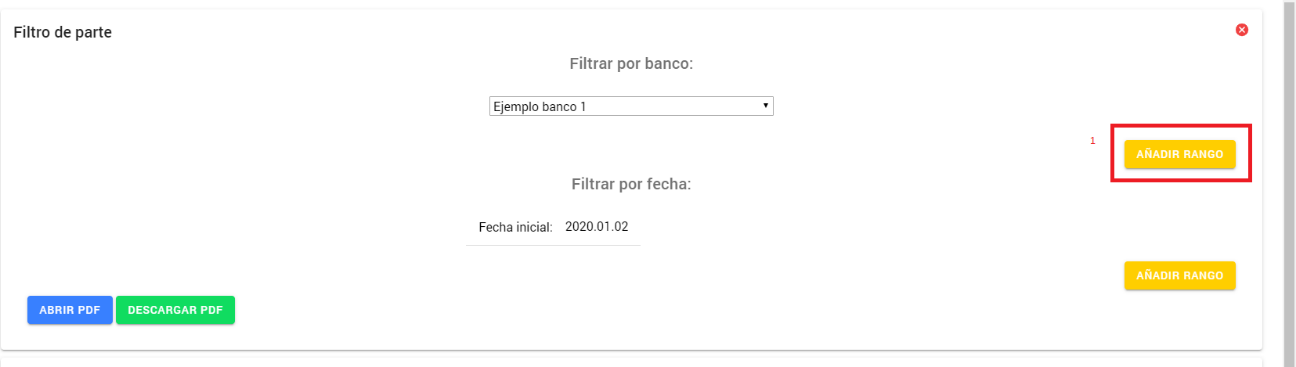 Filtro de parte
Filtrar por banco:
Ejemplo banco 1
1
AÑADIR RANGO
Filtrar por fecha:
Fecha inicial: 2020.01.02
AÑADIR RANGO
ABRIR PDF DESCARGAR PDF